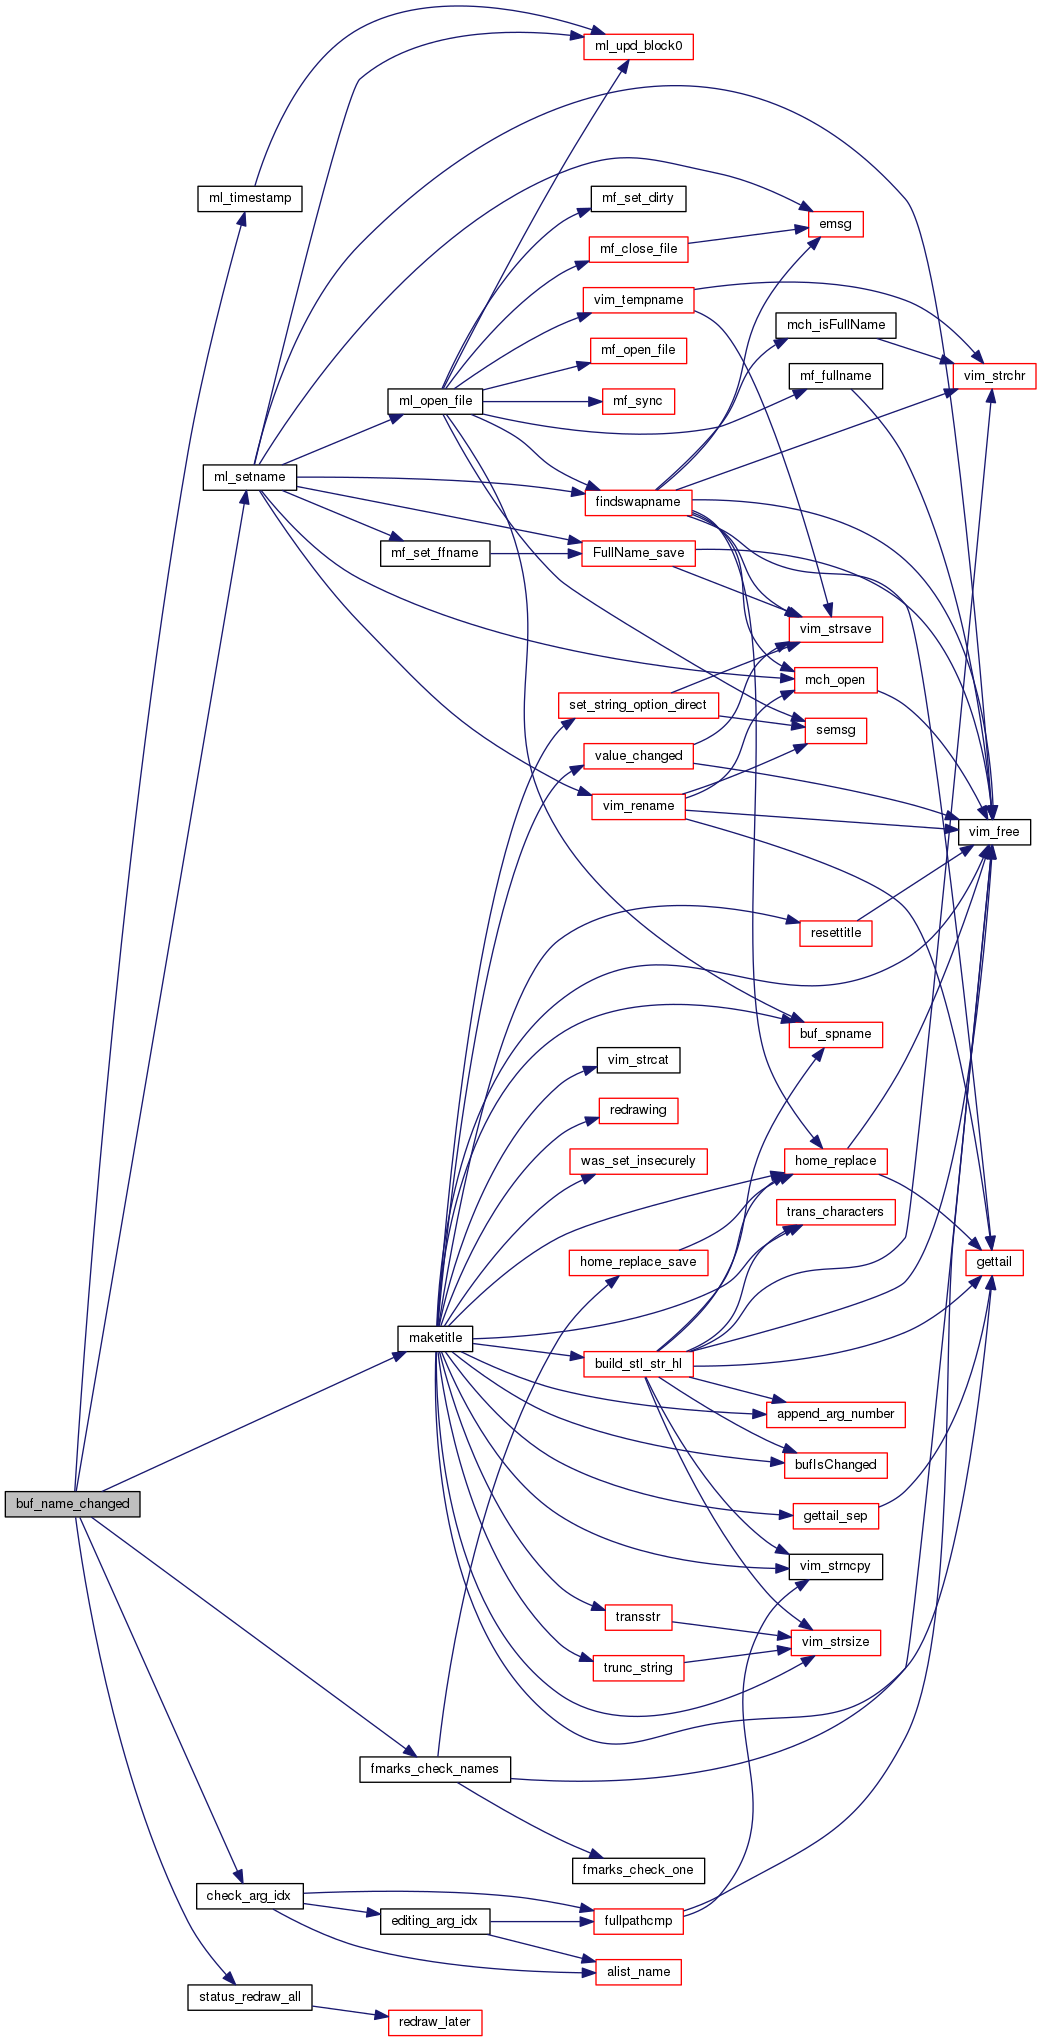 ml_upd_block0
ml_timestamp
mf_set_dirty
emsg
mf_close_file
vim_tempname
mch_isFullName
mf_open_file
mf_fullname
vim_strchr
ml_open_file
mf_sync
ml_setname
findswapname
mf_set_ffname
FullName_save
vim_strsave
mch_open
set_string_option_direct
semsg
value_changed
vim_rename
vim_free
resettitle
buf_spname
vim_strcat
redrawing
was_set_insecurely
home_replace
trans_characters
home_replace_save
gettail
maketitle
build_stl_str_hl
append_arg_number
bufIsChanged
buf_name_changed
gettail_sep
vim_strncpy
transstr
vim_strsize
trunc_string
fmarks_check_names
fmarks_check_one
check_arg_idx
editing_arg_idx
fullpathcmp
alist_name
status_redraw_all
redraw_later